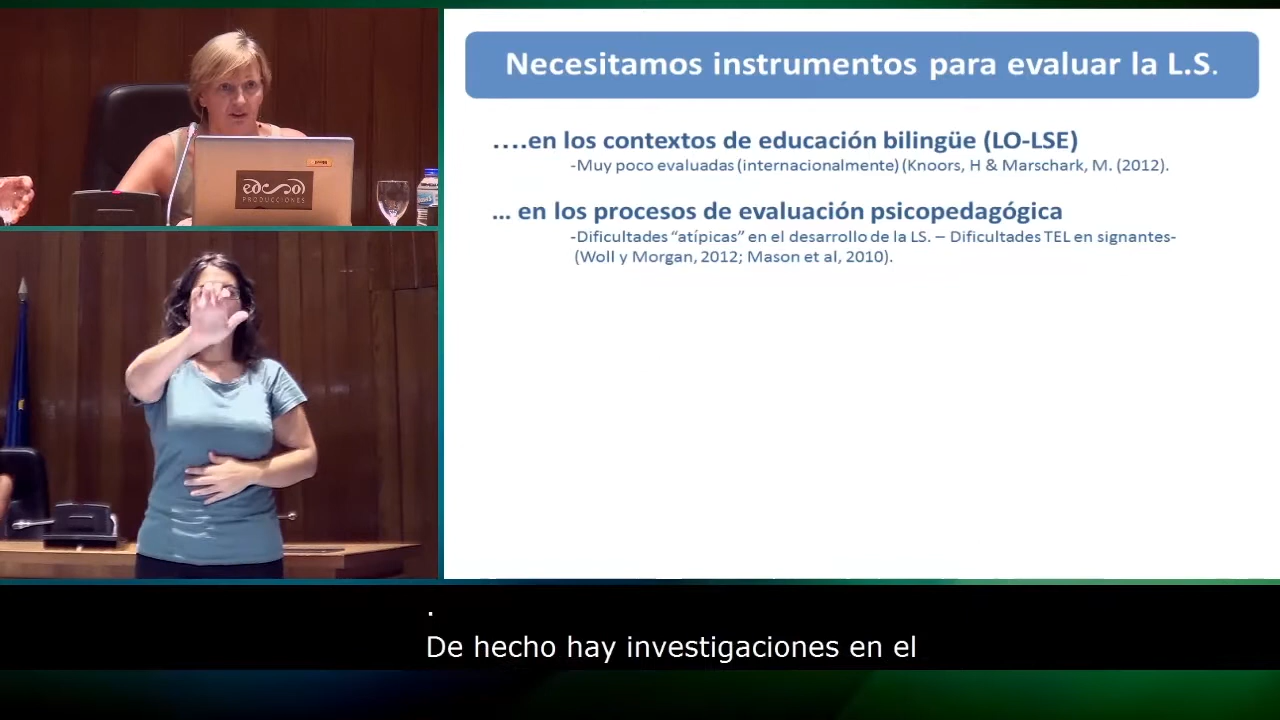 Necesitamos instrumentos para evaluar la L.S.
....en los contextos de educación bilingüe (LO-LSE)
-Muy poco evaluadas (internacionalmente) (Knoors, H & Marschark, M. (2012).
... en los procesos de evaluación psicopedagógica
-Dificultades “atípicas” en el desarrollo de la LS. – Dificultades TEL en signantes-
(Woll y Morgan, 2012; Mason et al, 2010).
edsol
PRODUCCIONES
.
De hecho hay investigaciones en el